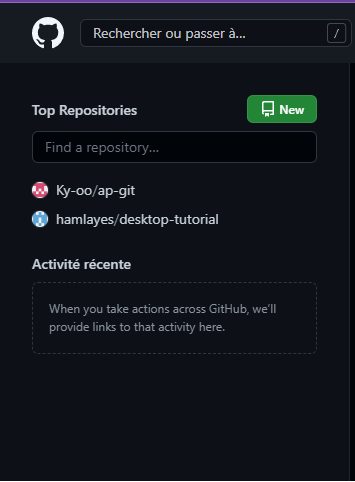 Rechercher ou passer à...
/
Top Repositories
New
Find a repository...
Ky-oo/ap-git
hamlayes/desktop-tutorial
Activité récente
When you take actions across GitHub, we'll
provide links to that activity here.